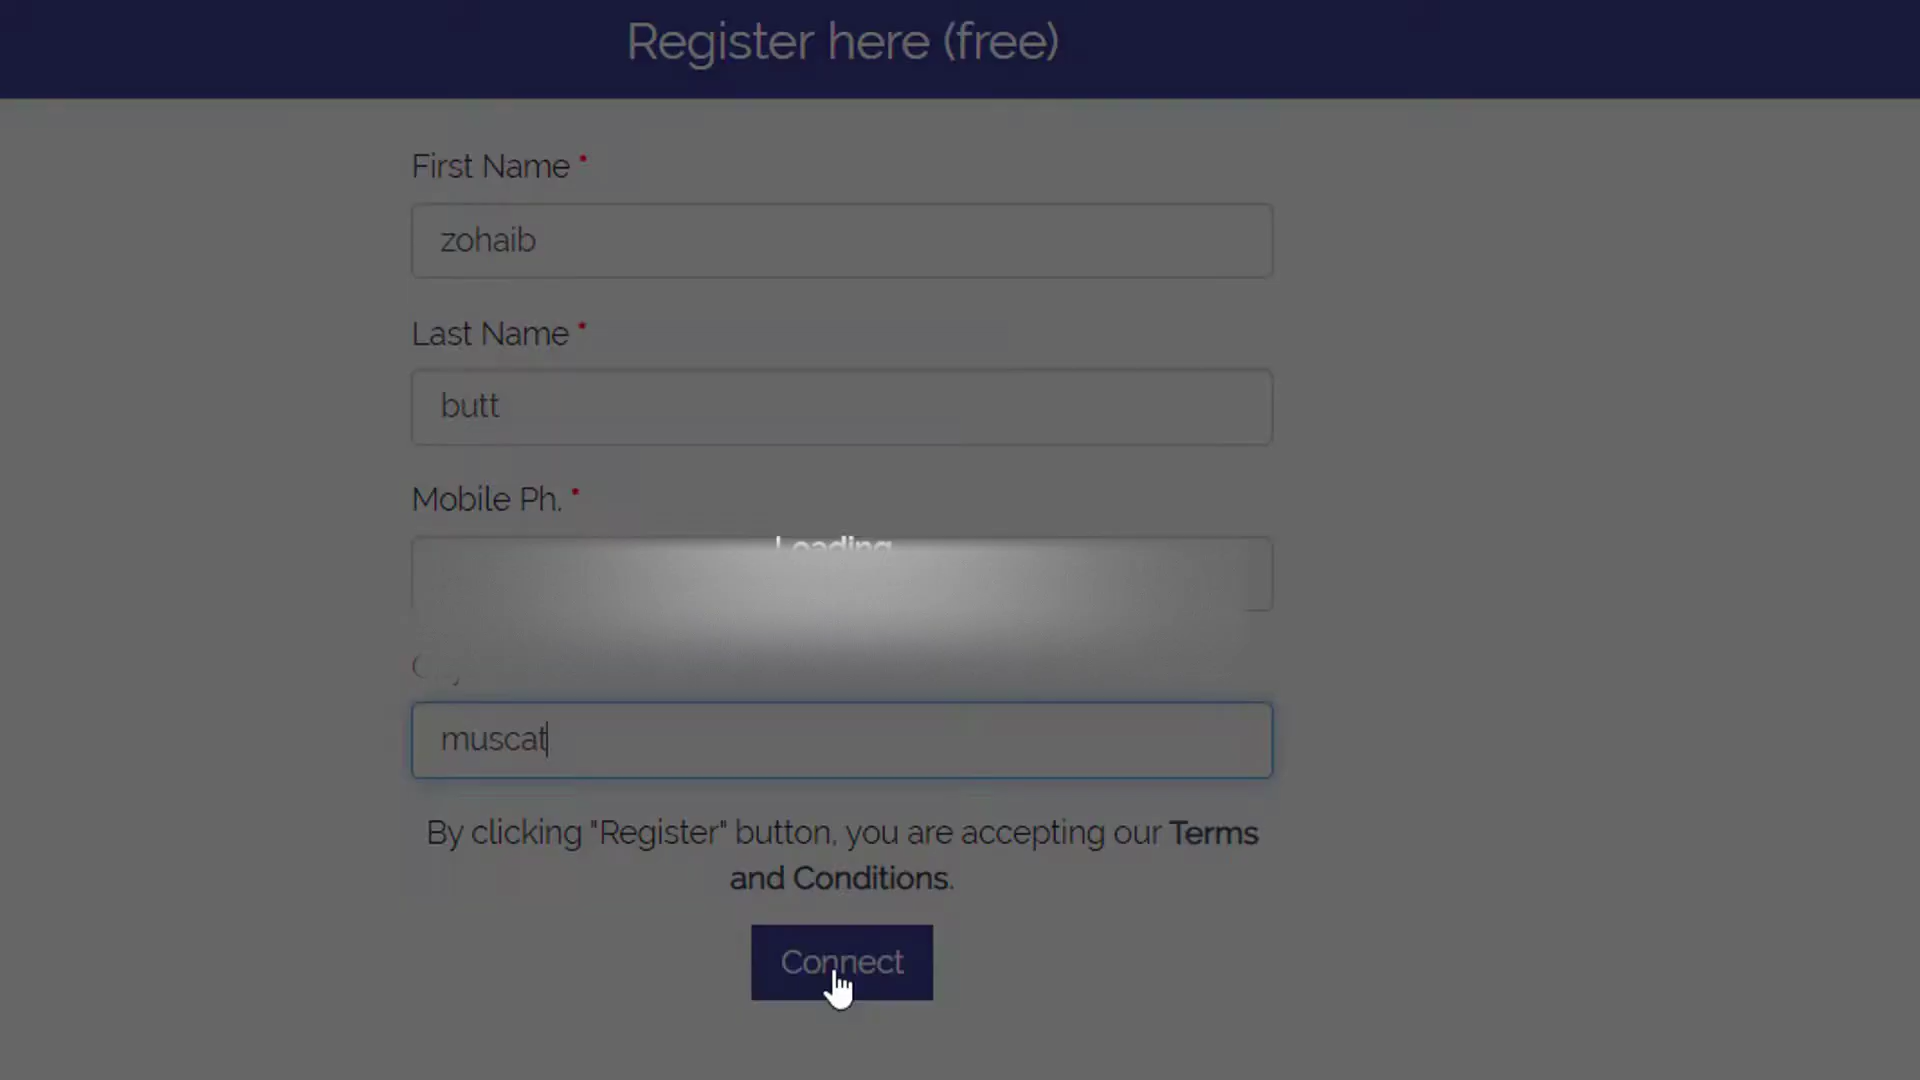 Register here (free)
First Name *
zohaib
Last Name *
butt
Mobile Ph. *
Loading
muscat
By clicking "Register" button, you are accepting our Terms
and Conditions.
Connect